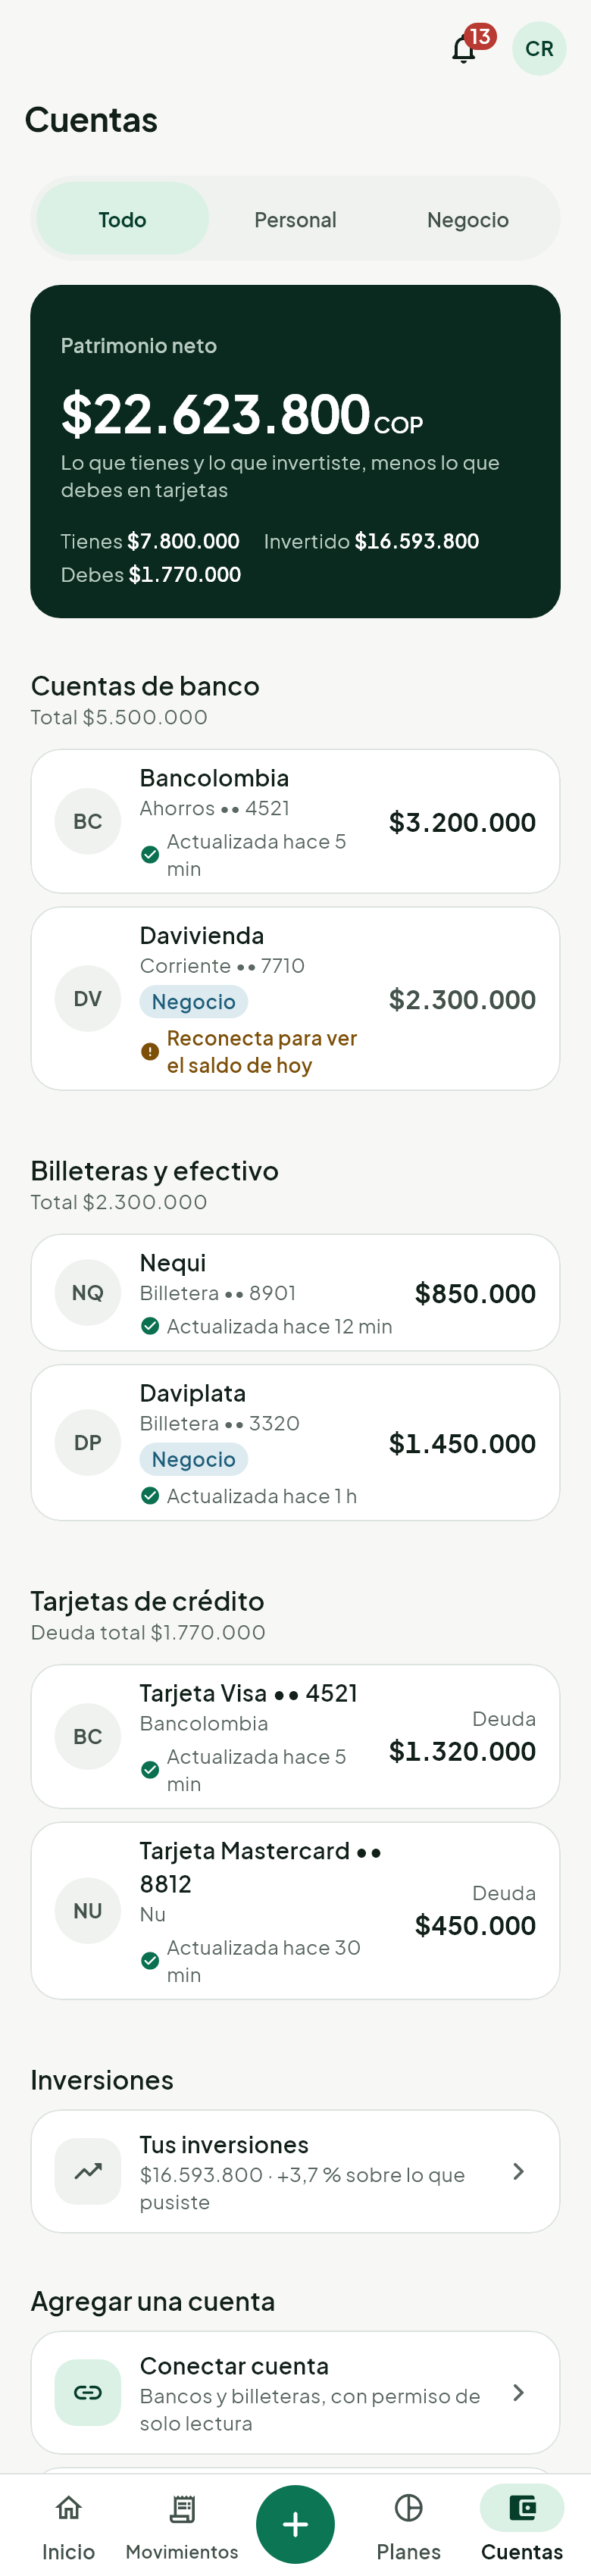 13
CR
Cuentas
Todo
Personal
Negocio
Patrimonio neto
$22.623.800 COP
Lo que tienes y lo que invertiste, menos lo que
debes en tarjetas
Tienes $7.800.000 Invertido $16.593.800
Debes $1.770.000
Cuentas de banco
Total $5.500.000
BC
Bancolombia
Ahorros •• 4521
Actualizada hace 5
min
$3.200.000
DV
Davivienda
Corriente •• 7710
Negocio
Reconecta para ver
el saldo de hoy
$2.300.000
Billeteras y efectivo
Total $2.300.000
NQ
Nequi
Billetera •• 8901
Actualizada hace 12 min
$850.000
DP
Daviplata
Billetera •• 3320
Negocio
Actualizada hace 1 h
$1.450.000
Tarjetas de crédito
Deuda total $1.770.000
BC
Tarjeta Visa •• 4521
Bancolombia
Actualizada hace 5
min
Deuda
$1.320.000
NU
Tarjeta Mastercard ••
8812
Nu
Actualizada hace 30
min
Deuda
$450.000
Inversiones
Tus inversiones
$16.593.800 · +3,7 % sobre lo que
pusiste
Agregar una cuenta
Conectar cuenta
Bancos y billeteras, con permiso de
solo lectura
Inicio
Movimientos
Planes
Cuentas